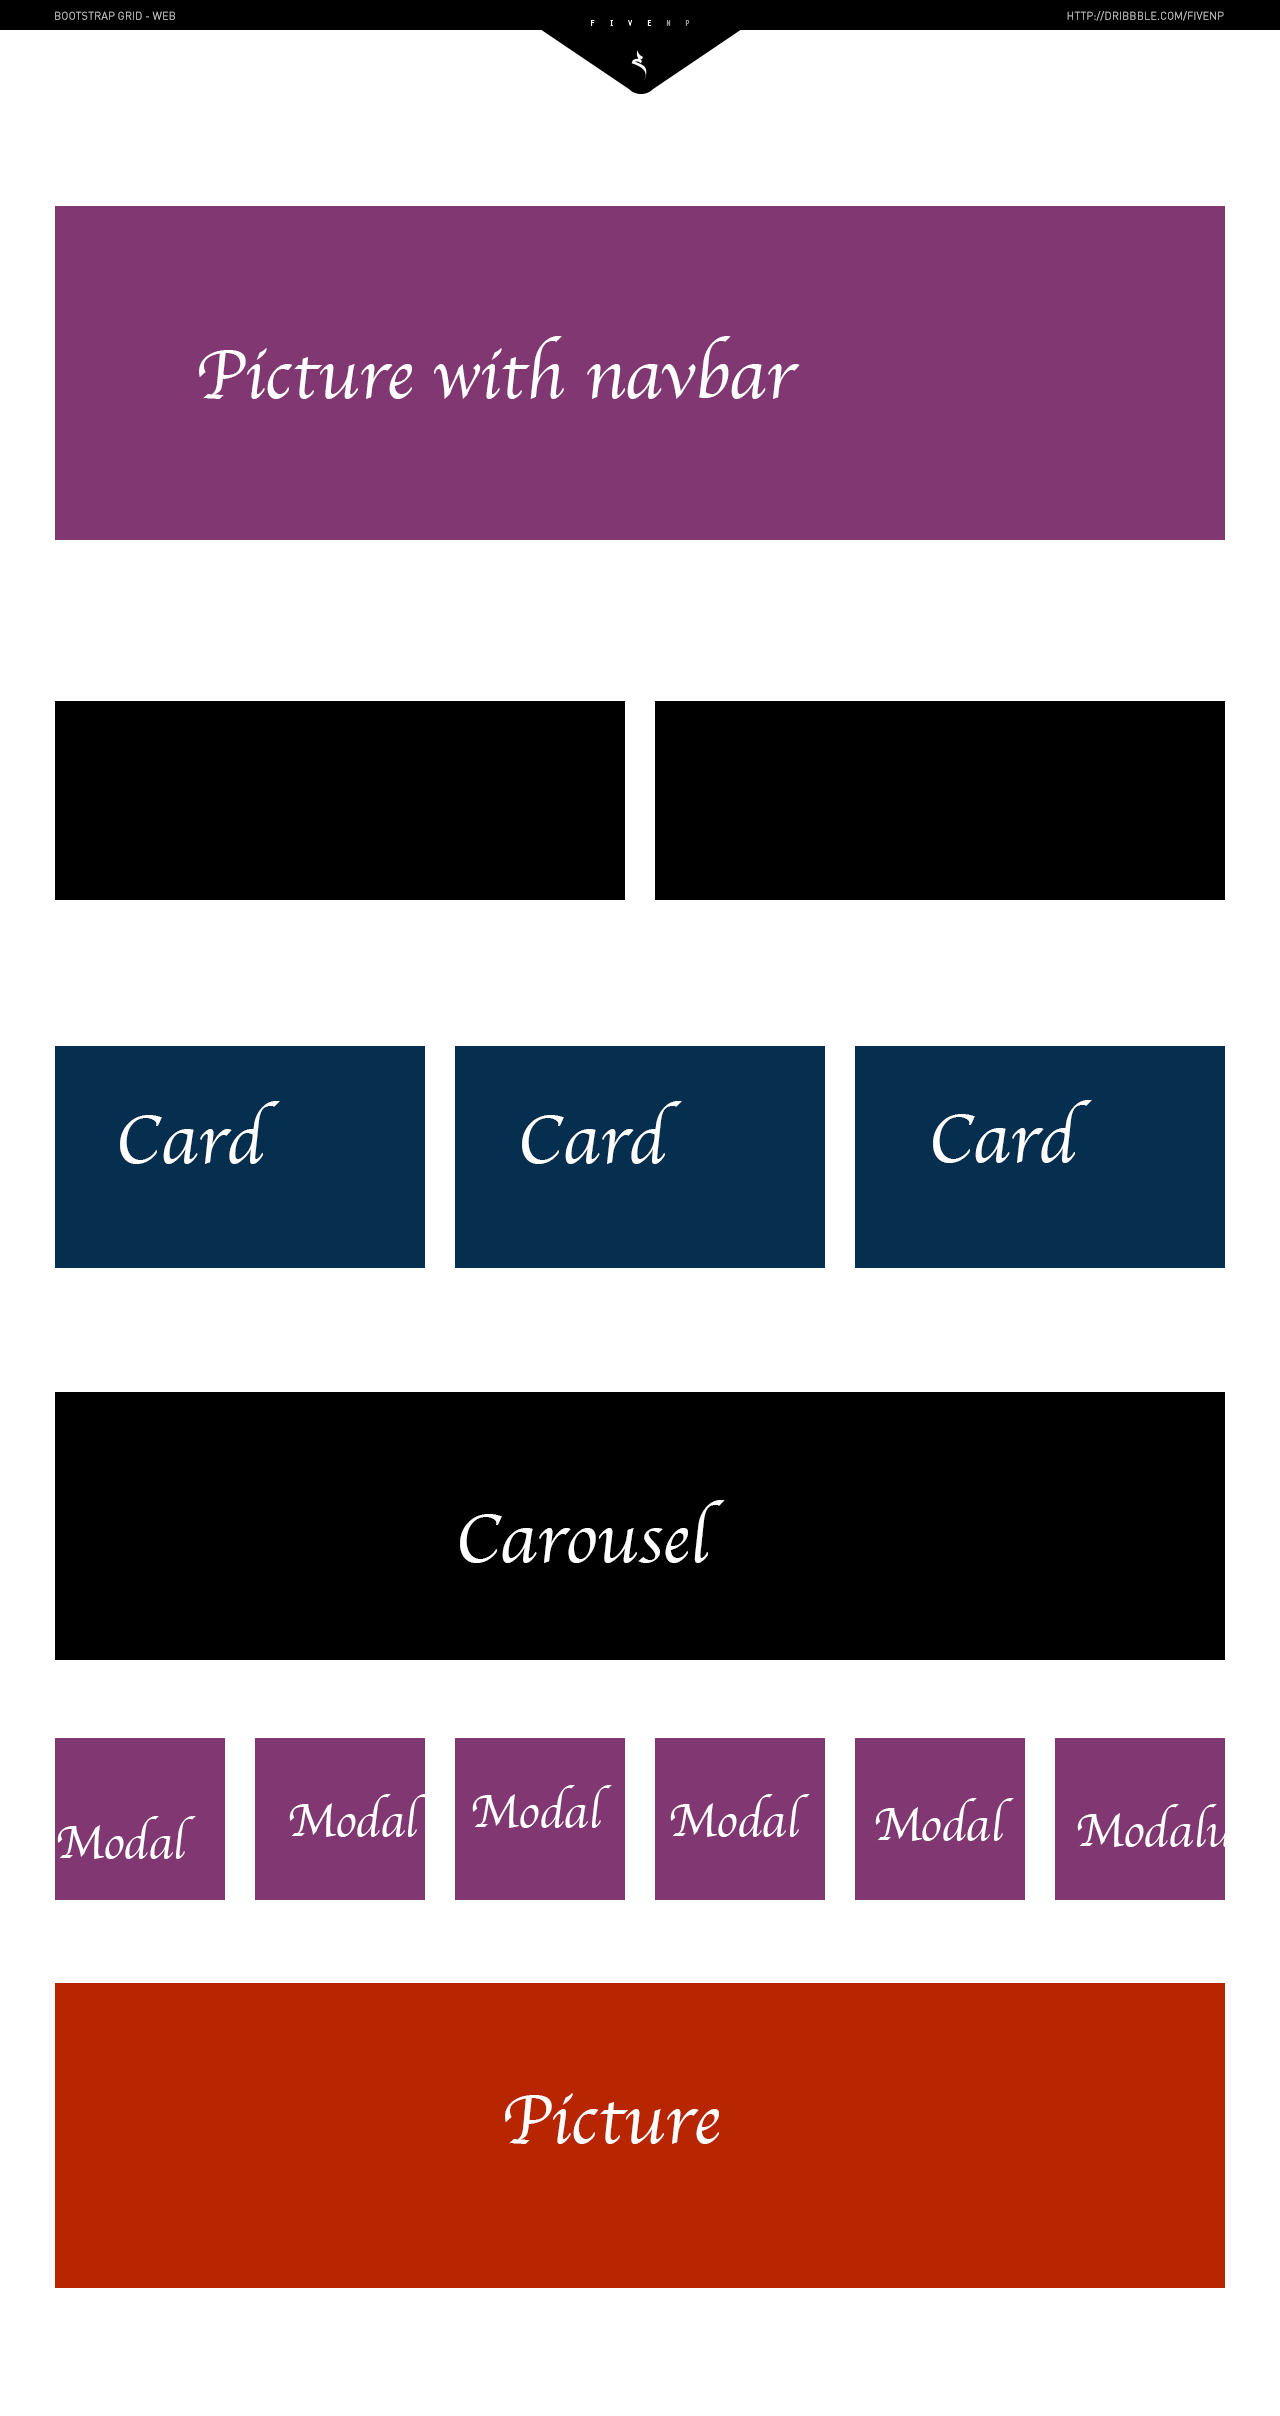 BOOTSTRAP GRID - WEB
HTTP://DRIBBBLE.COM/FIVENP
F I V E N P
Picture with navbar
Card
Card
Card
Carousel
Modal
Modal
Modal
Modal
Modal
Modalu
Picture